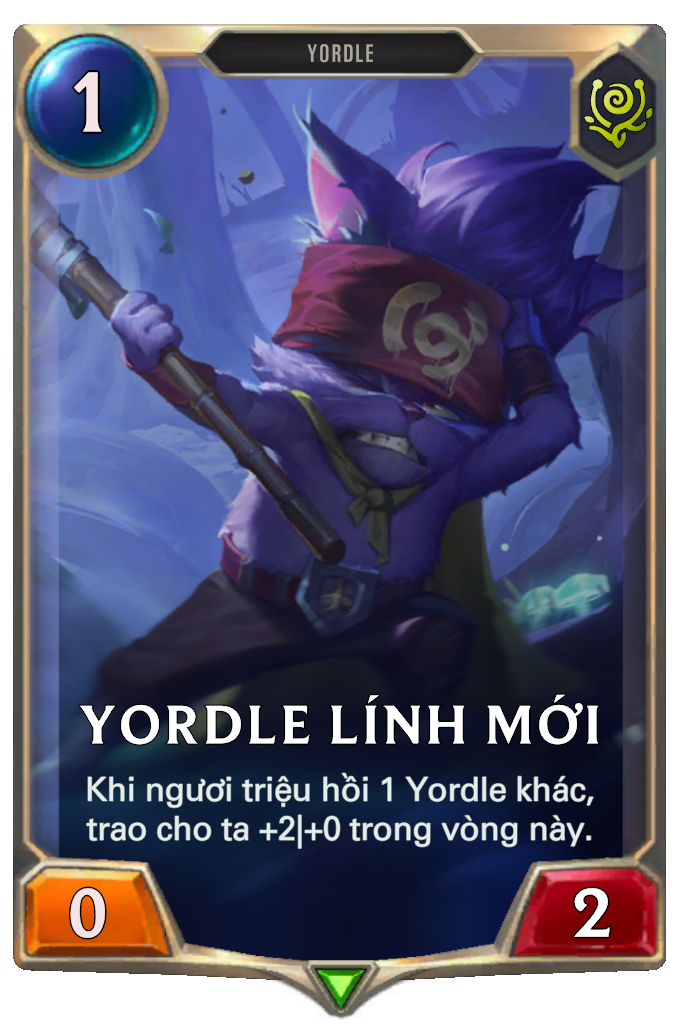 1
YORDLE
YORDLE LÍNH MỚI
Khi ngươi triệu hồi 1 Yordle khác,
trao cho ta +2|+0 trong vòng này.
0
2